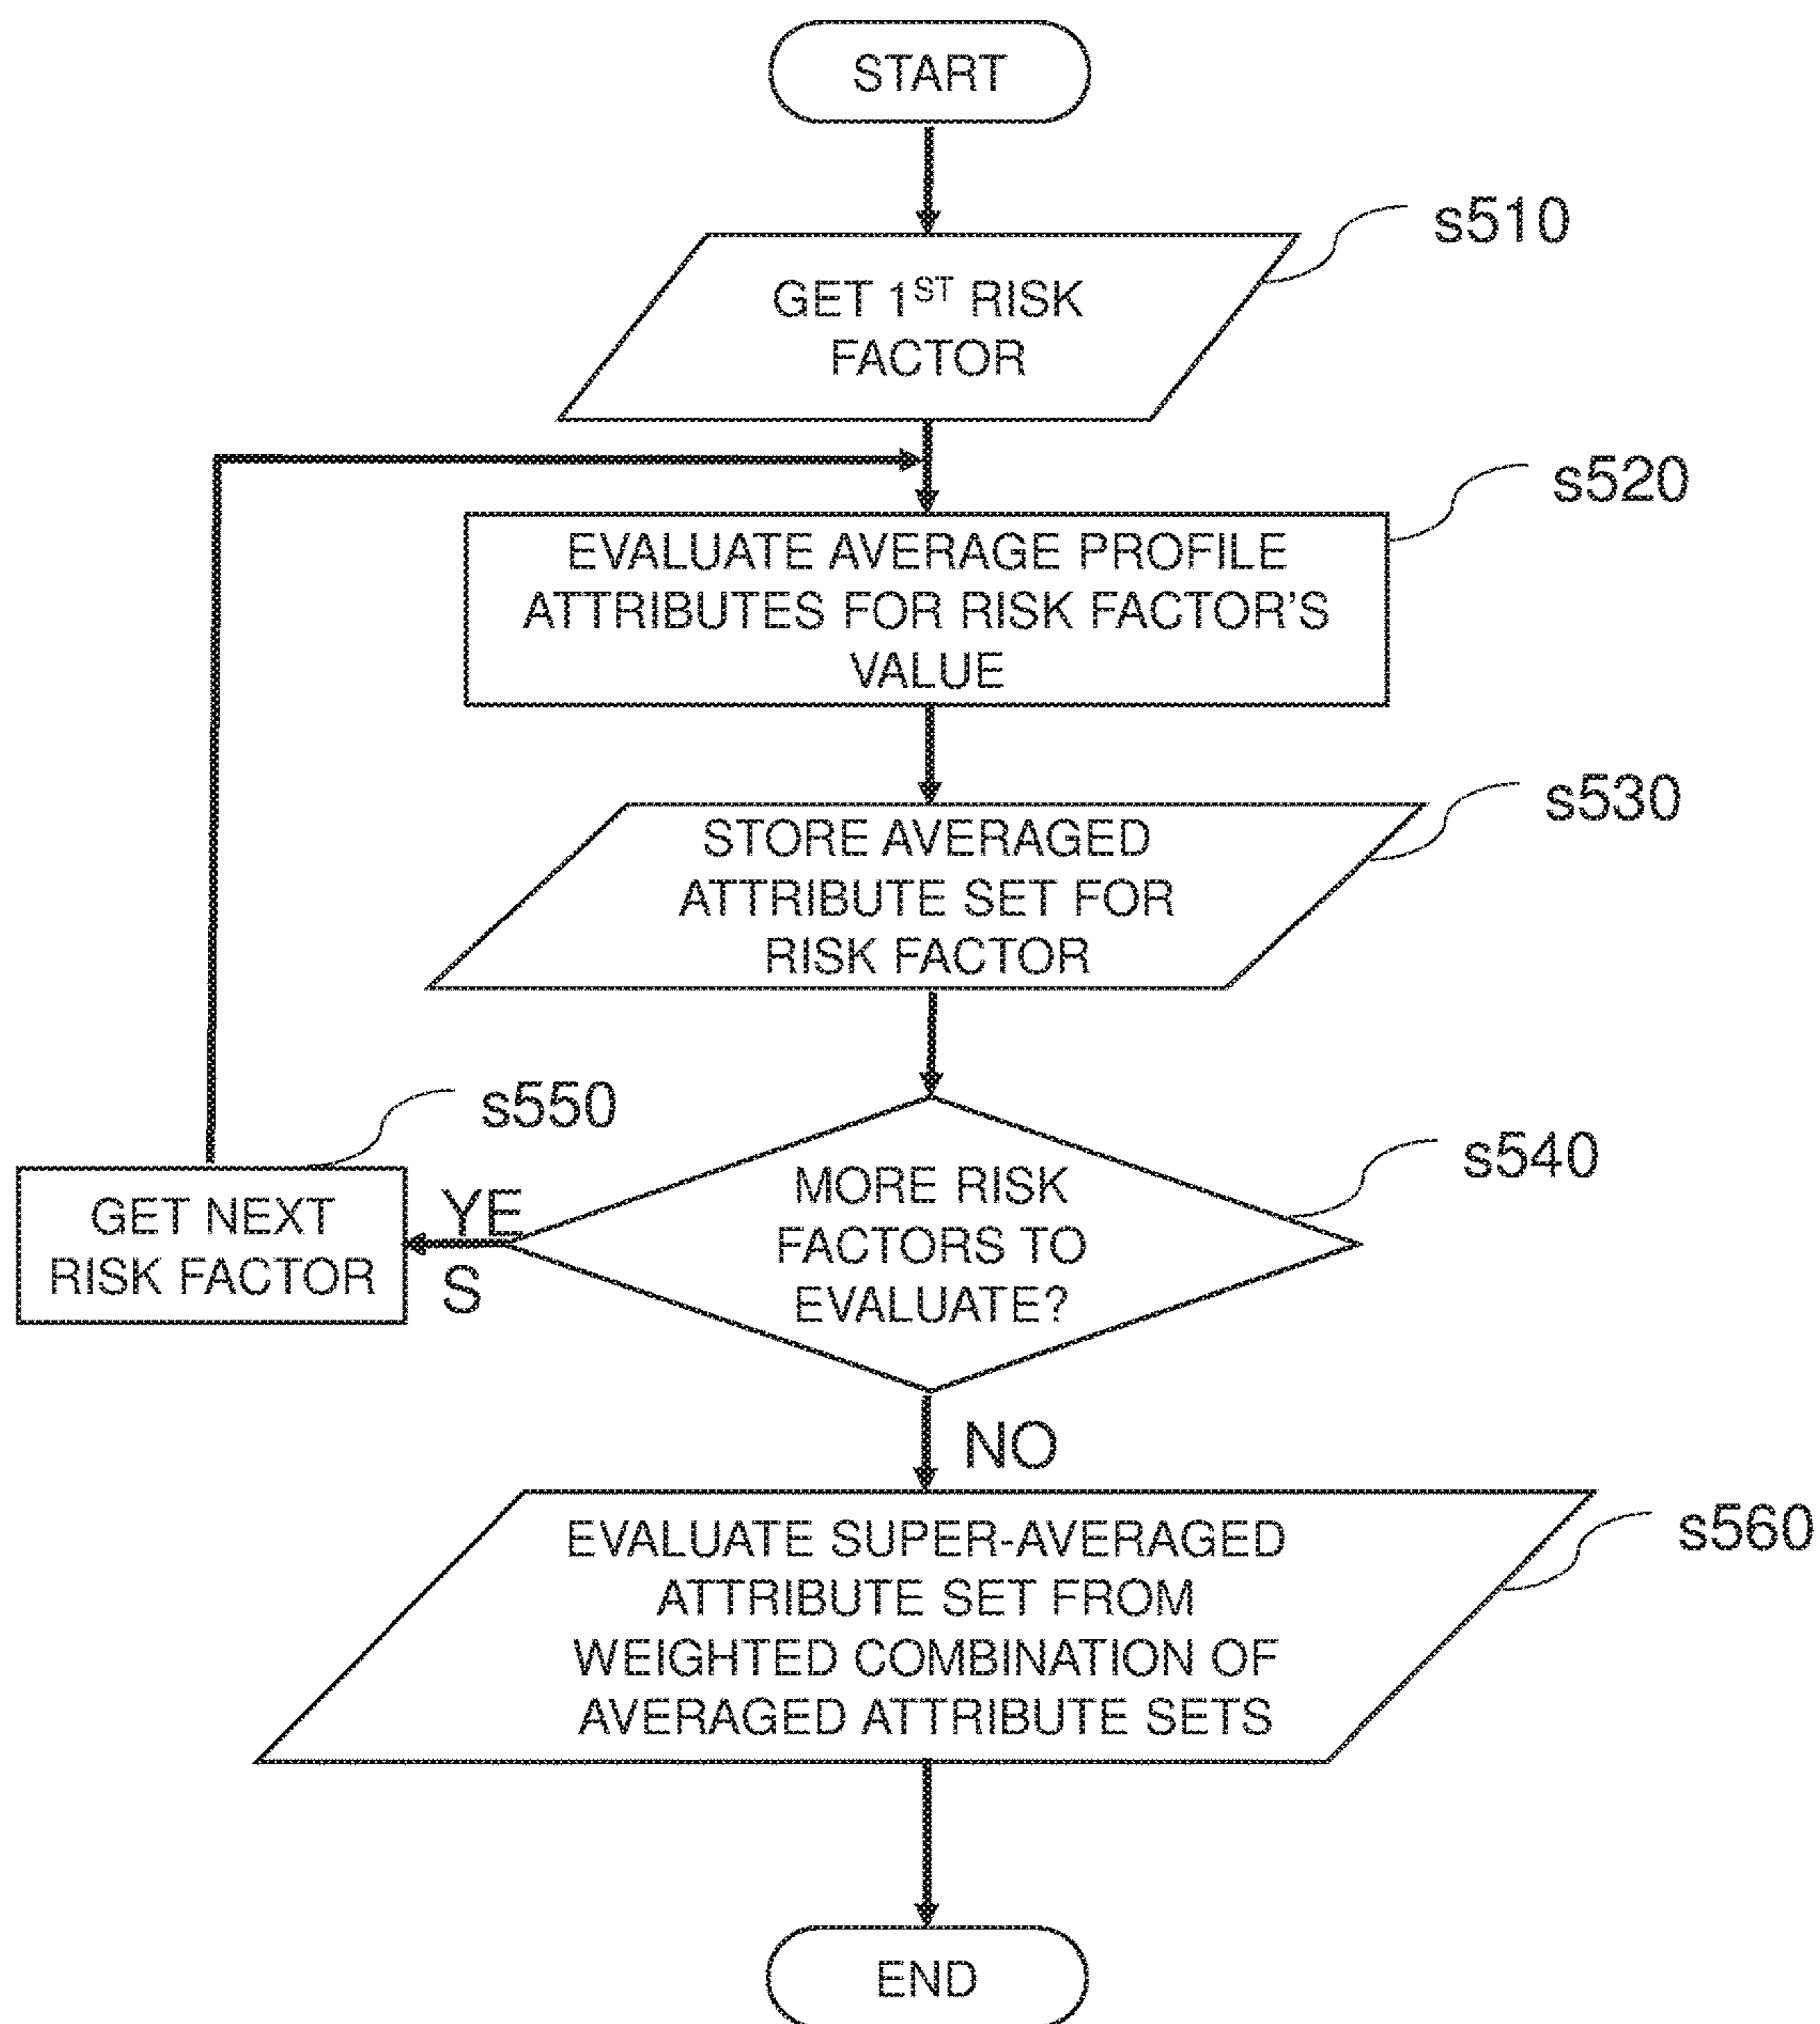 START
s510
GET 1ST RISK
FACTOR
s520
EVALUATE AVERAGE PROFILE
ATTRIBUTES FOR RISK FACTOR'S
VALUE
s530
STORE AVERAGED
ATTRIBUTE SET FOR
RISK FACTOR
s550
s540
GET NEXT
RISK FACTOR
YE
S
MORE RISK
FACTORS TO
EVALUATE?
NO
s560
EVALUATE SUPER-AVERAGED
ATTRIBUTE SET FROM
WEIGHTED COMBINATION OF
AVERAGED ATTRIBUTE SETS
END